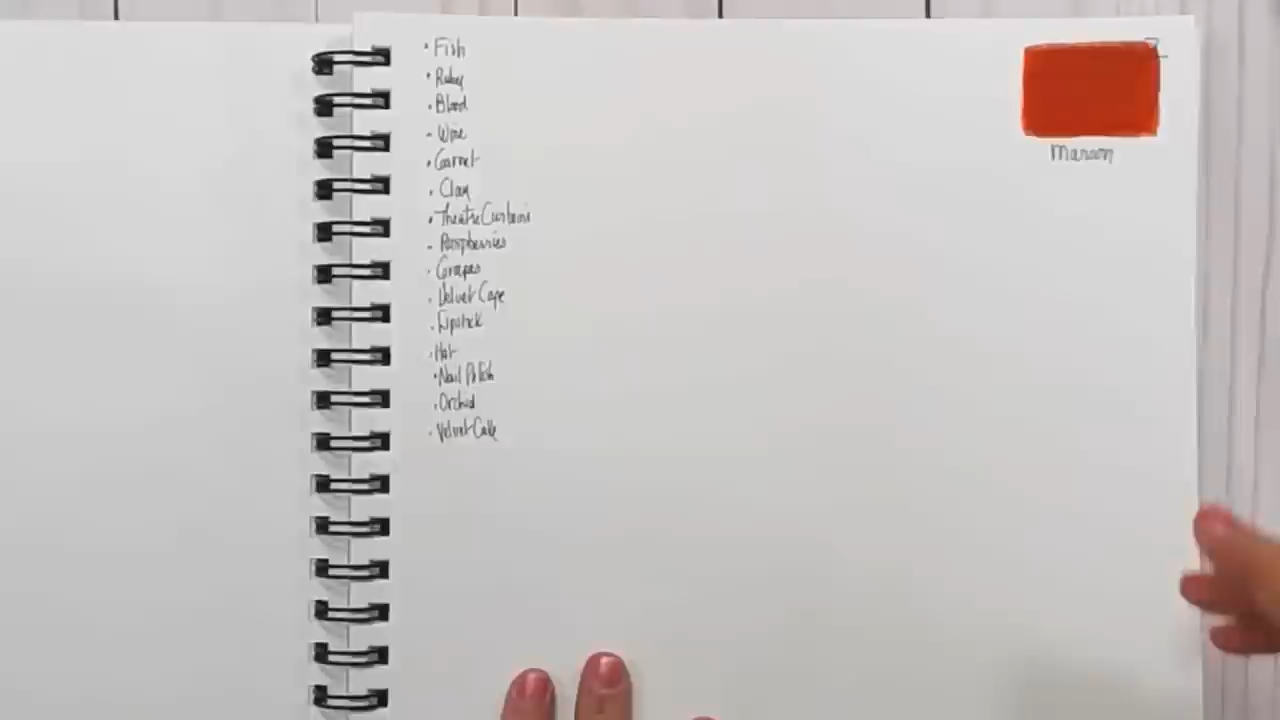 • Fish
• Ruby
• Blood
• Wine
• Garnet
• Clay
• Theatre Curtains
• Raspberries
• Grapes
• Velvet Cape
• Lipstick
• Hat
• Nail Polish
• Orchid
• Velvet Cake
2
Maroon